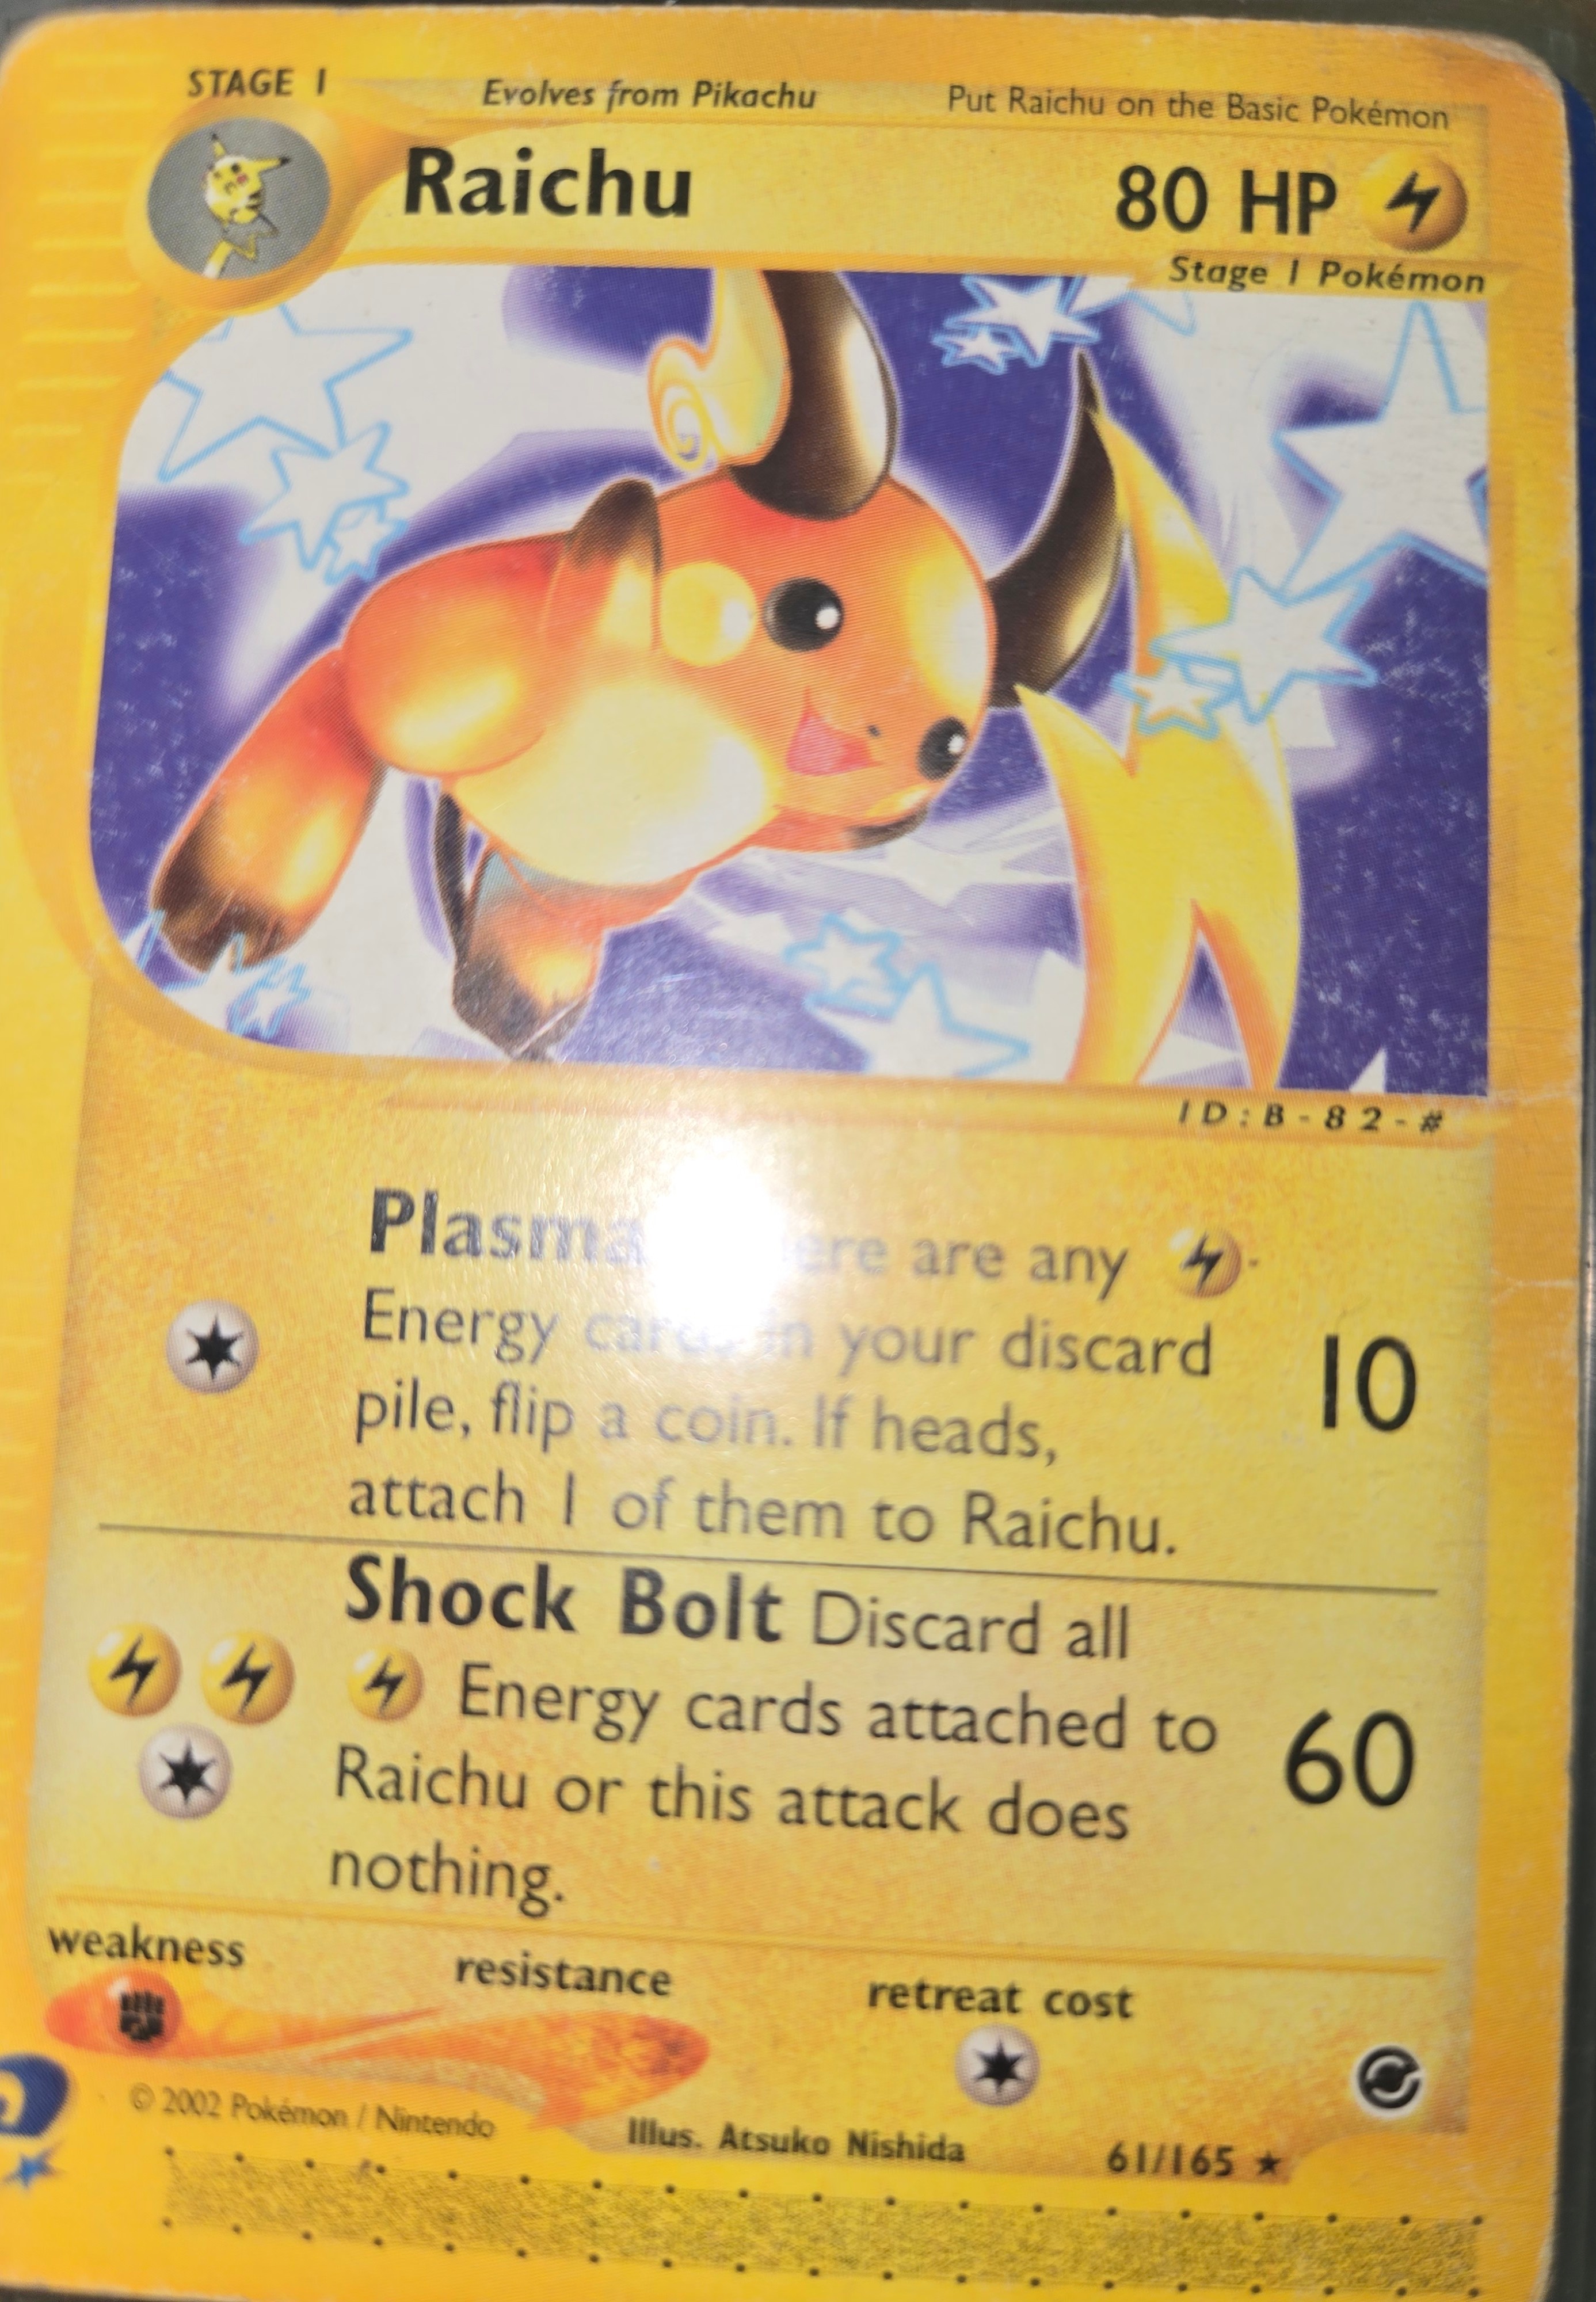 STAGE 1 Evolves from Pikachu Put Raichu on the Basic Pokémon
Raichu 80 HP
Stage 1 Pokémon
ID:B-82-#
Plasma are any
Energy cards in your discard
pile, flip a coin. If heads,
attach 1 of them to Raichu.
10
Shock Bolt Discard all
Energy cards attached to
Raichu or this attack does
nothing.
60
weakness resistance retreat cost
© 2002 Pokémon / Nintendo Illus. Atsuko Nishida 61/165 ★